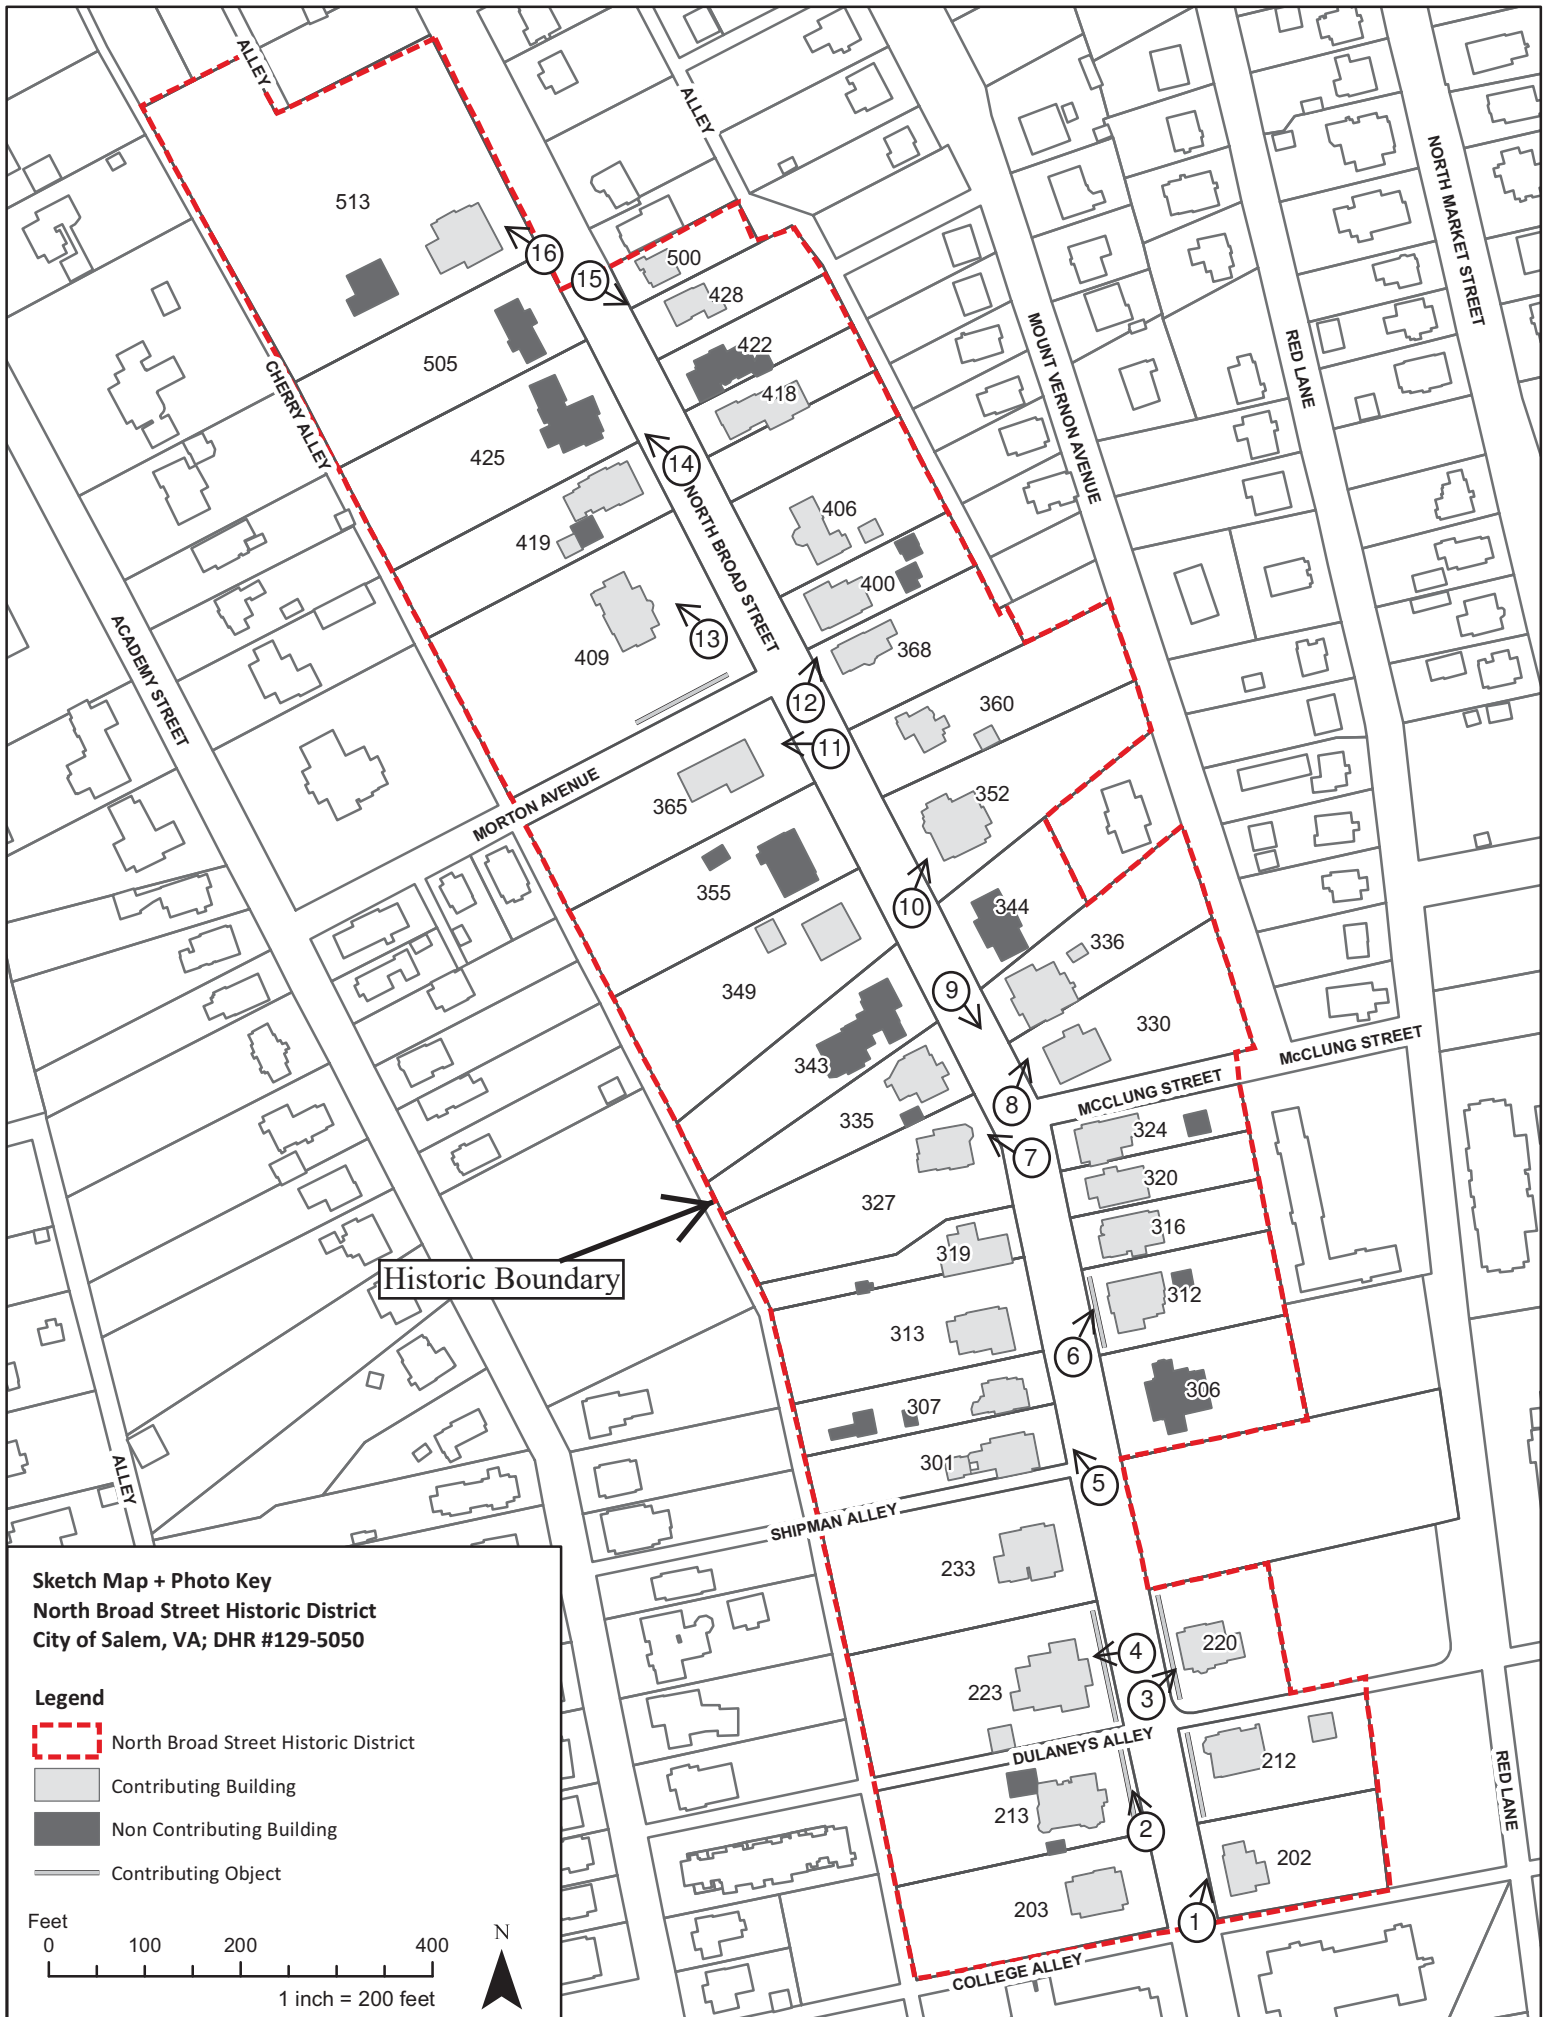 ALLEY
ALLEY
NORTH MARKET STREET
513
16
15
500
428
422
418
505
CHERRY ALLEY
425
14
MOUNT VERNON AVENUE
RED LANE
419
406
400
NORTH BROAD STREET
409
13
368
12
11
360
ACADEMY STREET
MORTON AVENUE
365
352
355
10
344
336
349
9
330
McCLUNG STREET
343
8
MCCLUNG STREET
335
324
7
320
327
316
319
Historic Boundary
312
313
6
306
307
301
5
ALLEY
SHIPMAN ALLEY
233
220
4
223
3
DULANEYS ALLEY
212
RED LANE
213
2
202
203
1
COLLEGE ALLEY
Sketch Map + Photo Key
North Broad Street Historic District
City of Salem, VA; DHR #129-5050
Legend
North Broad Street Historic District
Contributing Building
Non Contributing Building
Contributing Object
Feet
0 100 200 400
N
1 inch = 200 feet